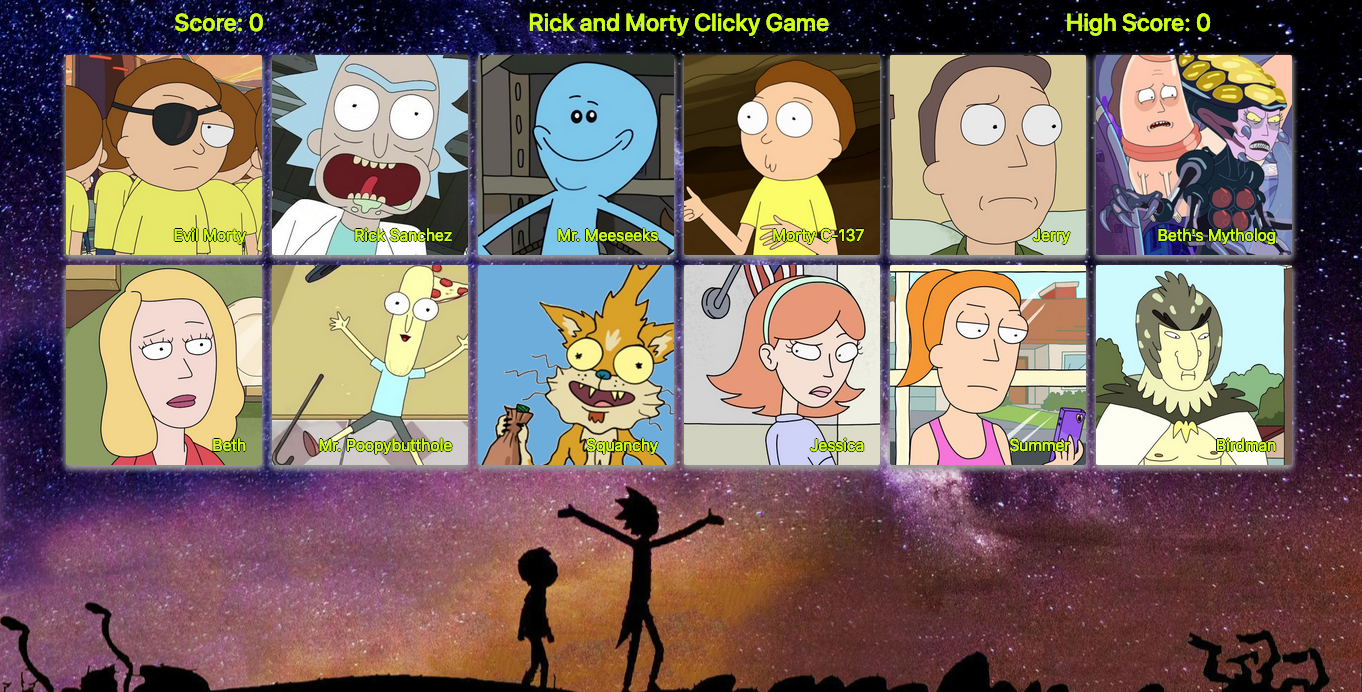 Score: 0
Rick and Morty Clicky Game
High Score: 0
Evil Morty
Rick Sanchez
Mr. Meeseeks
Morty C-137
Jerry
Beth's Mytholog
Beth
Mr. Poopybutthole
Squanchy
Jessica
Summer
Birdman